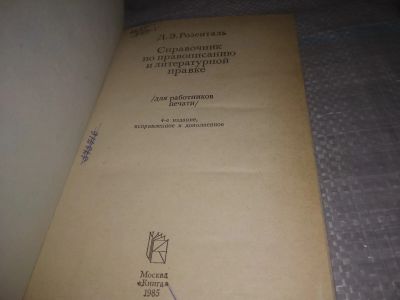 Д. Э. Розенталь
Справочник
по правописанию
и литературной
правке
/для работников
печати/
4-е издание,
исправленное и дополненное
Москва
«Книга»
1985